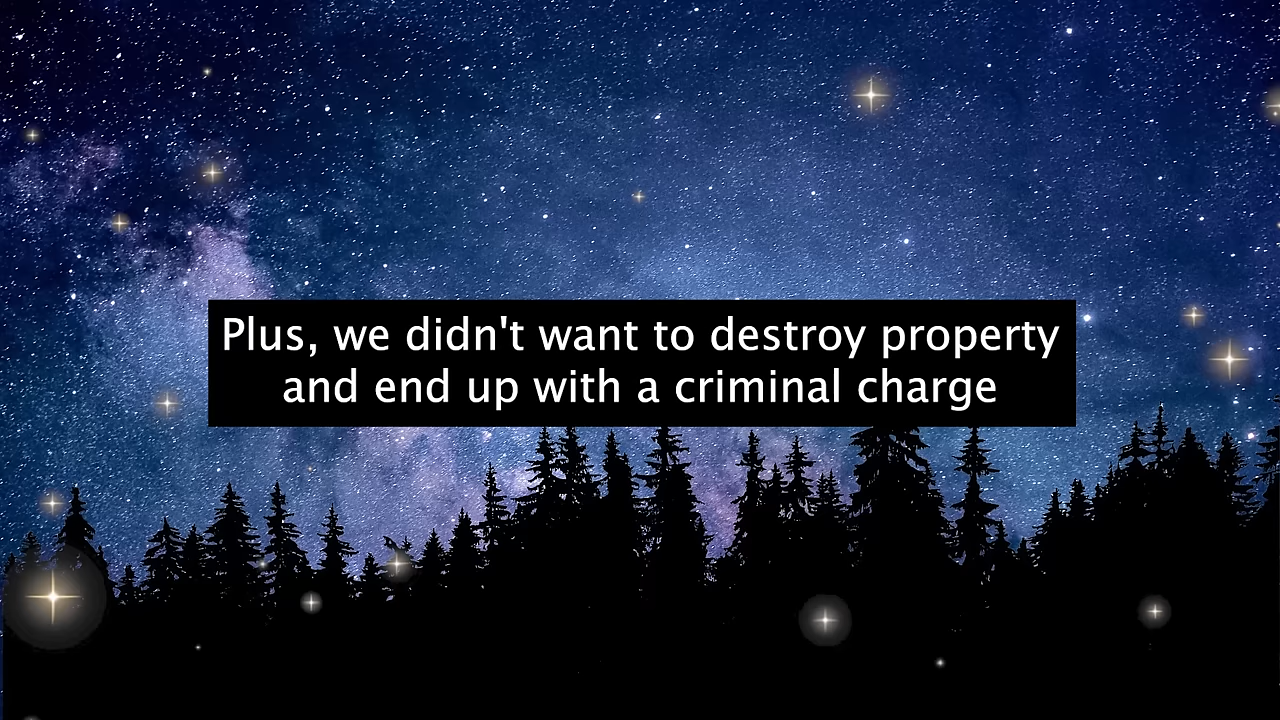 Plus, we didn't want to destroy property
and end up with a criminal charge